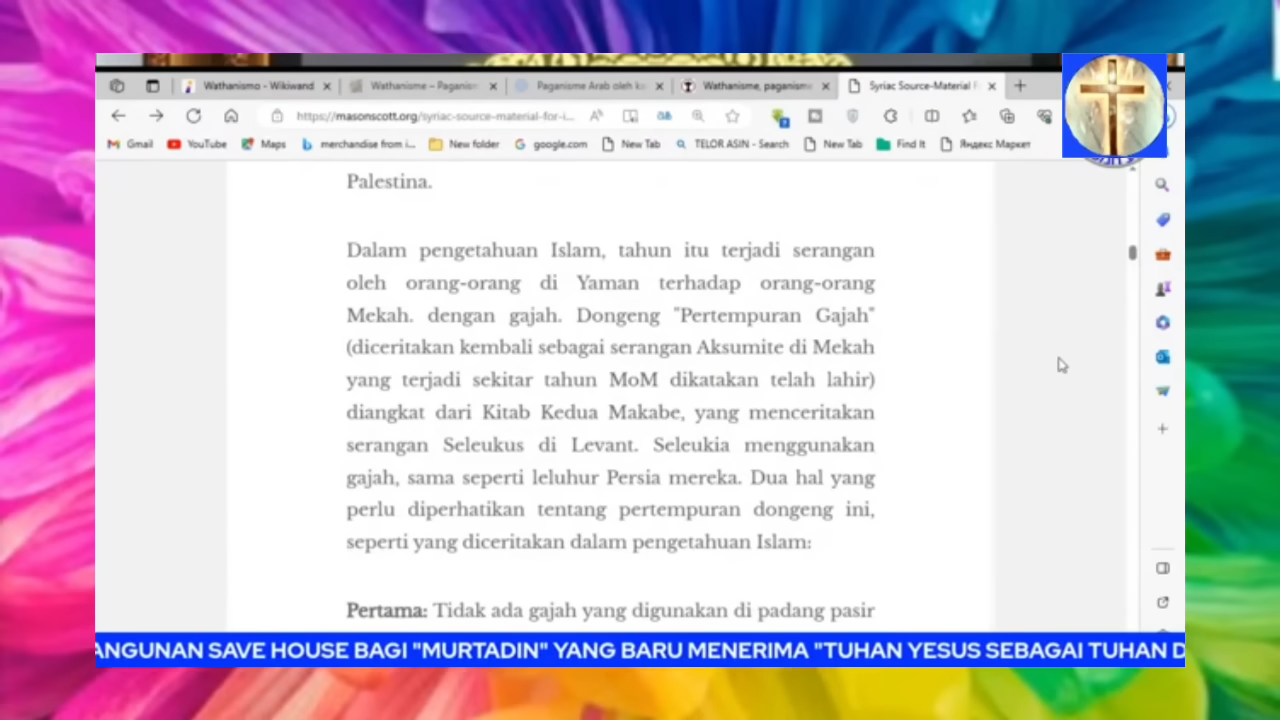 Wathanismo - Wikiwand
Wathanisme – Paganism
Paganisme Arab oleh ka
Wathanisme, paganisme
Syriac Source-Material F
https://masonscott.org/syriac-source-material-for-i...
Gmail
YouTube
Maps
merchandise from i...
New folder
google.com
New Tab
TELOR ASIN - Search
New Tab
Find It
Яндекс Маркет
Palestina.
Dalam pengetahuan Islam, tahun itu terjadi serangan
oleh orang-orang di Yaman terhadap orang-orang
Mekah. dengan gajah. Dongeng "Pertempuran Gajah"
(diceritakan kembali sebagai serangan Aksumite di Mekah
yang terjadi sekitar tahun MoM dikatakan telah lahir)
diangkat dari Kitab Kedua Makabe, yang menceritakan
serangan Seleukus di Levant. Seleukia menggunakan
gajah, sama seperti leluhur Persia mereka. Dua hal yang
perlu diperhatikan tentang pertempuran dongeng ini,
seperti yang diceritakan dalam pengetahuan Islam:
Pertama: Tidak ada gajah yang digunakan di padang pasir
ANGUNAN SAVE HOUSE BAGI "MURTADIN" YANG BARU MENERIMA "TUHAN YESUS SEBAGAI TUHAN D